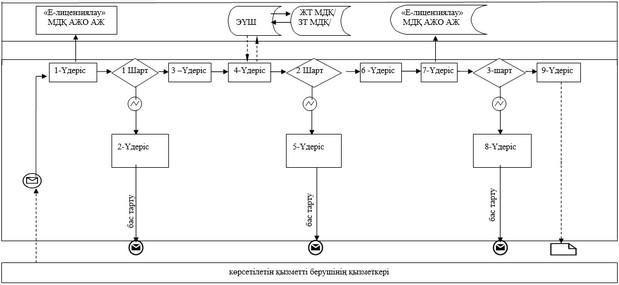 «Е-лицензиялау»
МДҚ АЖО АЖ
ЭҮШ
ЖТ МДҚ/
ЗТ МДҚ/
«Е-лицензиялау»
МДҚ АЖО АЖ
1-Үдеріс
1 Шарт
3 –Үдеріс
4-Үдеріс
2 Шарт
6 -Үдеріс
7-Үдеріс
3-шарт
9-Үдеріс
2-Үдеріс
5-Үдеріс
8-Үдеріс
бас тарту
бас тарту
бас тарту
көрсетілетін қызметті берушінің қызметкері